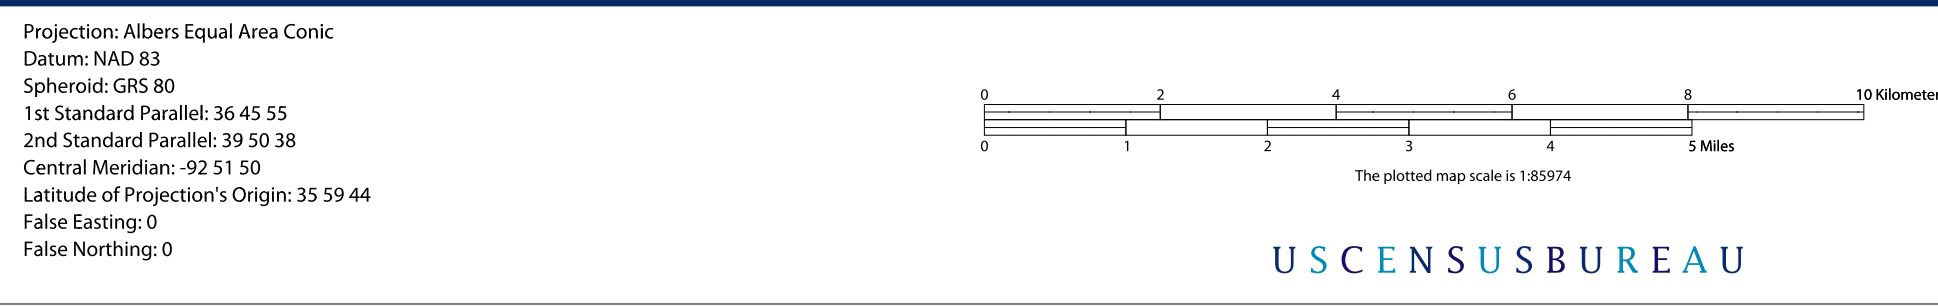 Projection: Albers Equal Area Conic
Datum: NAD 83
Spheroid: GRS 80
1st Standard Parallel: 36 45 55
2nd Standard Parallel: 39 50 38
Central Meridian: -92 51 50
Latitude of Projection's Origin: 35 59 44
False Easting: 0
False Northing: 0
0 2 4 6 8 10 Kilometer
0 1 2 3 4 5 Miles
The plotted map scale is 1:85974
USCENSUSBUREAU